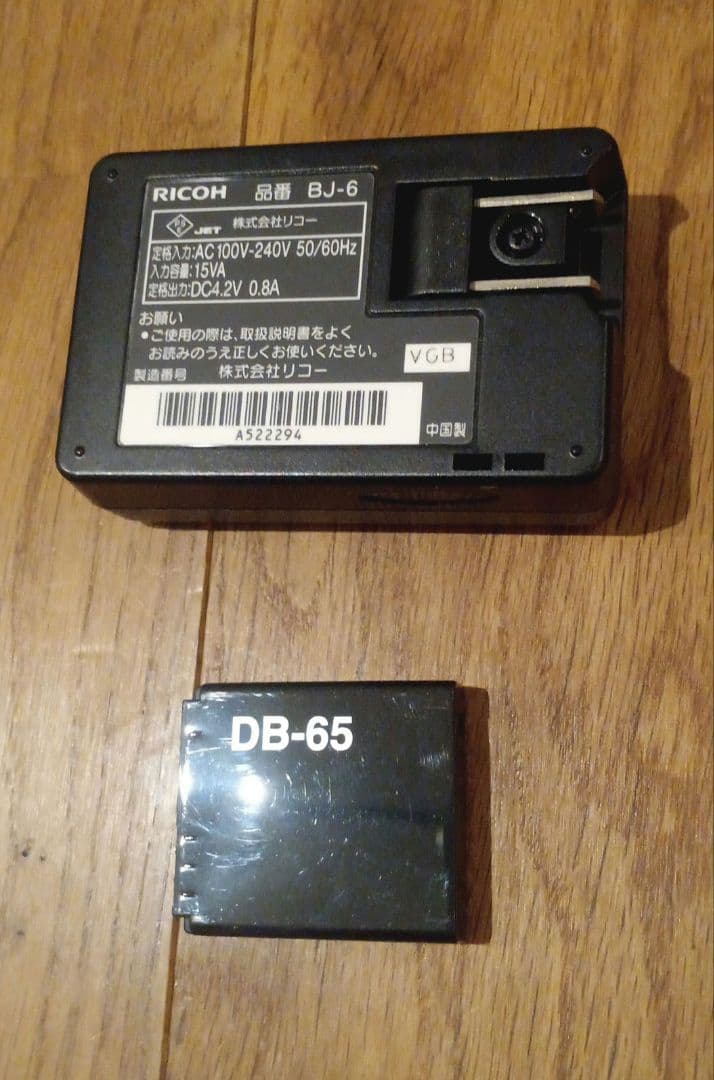 RICOH 品番 BJ-6
PS
E JET 株式会社リコー
定格入力:AC100V-240V 50/60Hz
入力容量:15VA
定格出力:DC4.2V 0.8A
お願い
•ご使用の際は、取扱説明書をよく
お読みのうえ正しくお使いください。
VGB
製造番号 株式会社リコー
A522294
中国製
DB-65